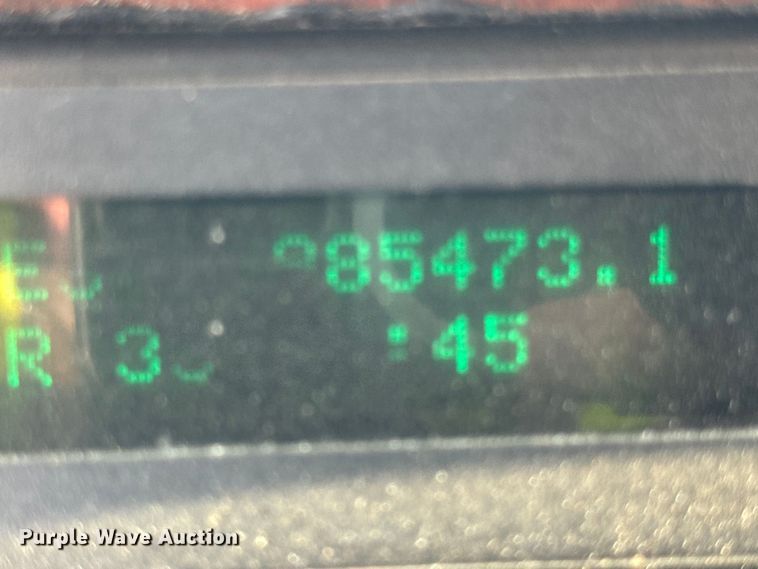 85473.1
R 3 :45
Purple Wave Auction